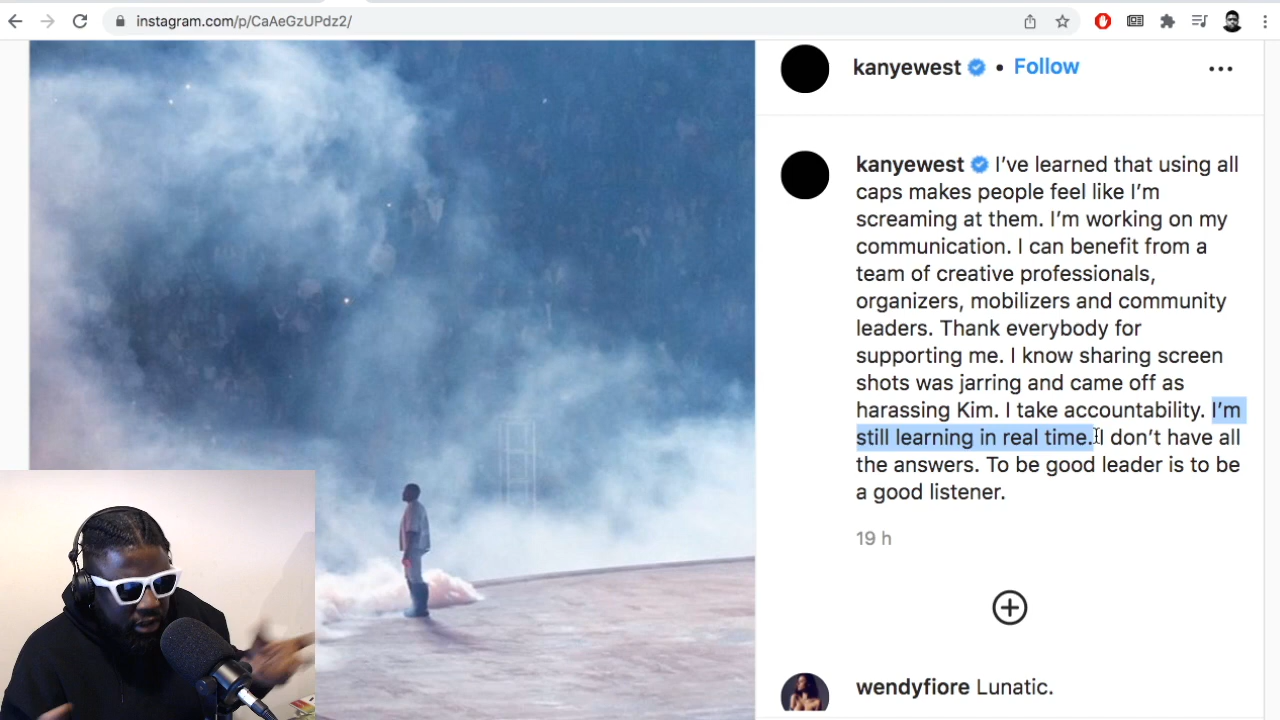 instagram.com/p/CaAeGzUPdz2/
kanyewest • Follow
kanyewest I’ve learned that using all
caps makes people feel like I’m
screaming at them. I’m working on my
communication. I can benefit from a
team of creative professionals,
organizers, mobilizers and community
leaders. Thank everybody for
supporting me. I know sharing screen
shots was jarring and came off as
harassing Kim. I take accountability. I’m
still learning in real time. I don’t have all
the answers. To be good leader is to be
a good listener.
19 h
wendyfiore Lunatic.